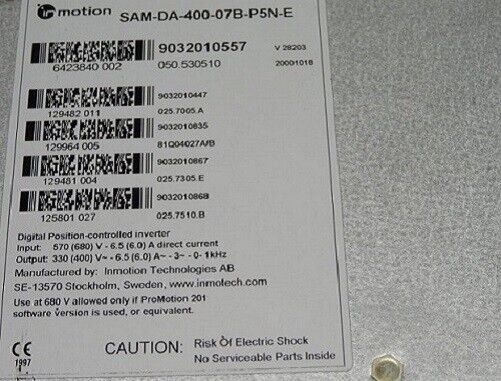 inmotion SAM-DA-400-07B-P5N-E
9032010557 V 28203
6423840 002 050.530510 20001018
9032010447
129482 011 025.7005.A
9032010835
129964 005 81Q04027A/B
9032010867
129481 004 025.7305.E
9032010868
125801 027 025.7510.B
Digital Position-controlled inverter
Input: 570 (680) V - 6.5 (6.0) A direct current
Output: 330 (400) V~ - 6.5 (6.0) A~ - 3~ - 0- 1kHz
Manufactured by: Inmotion Technologies AB
SE-13570 Stockholm, Sweden, www.inmotech.com
Use at 680 V allowed only if ProMotion 201
software version is used, or equivalent.
CE
1997
CAUTION: Risk Of Electric Shock
No Serviceable Parts Inside